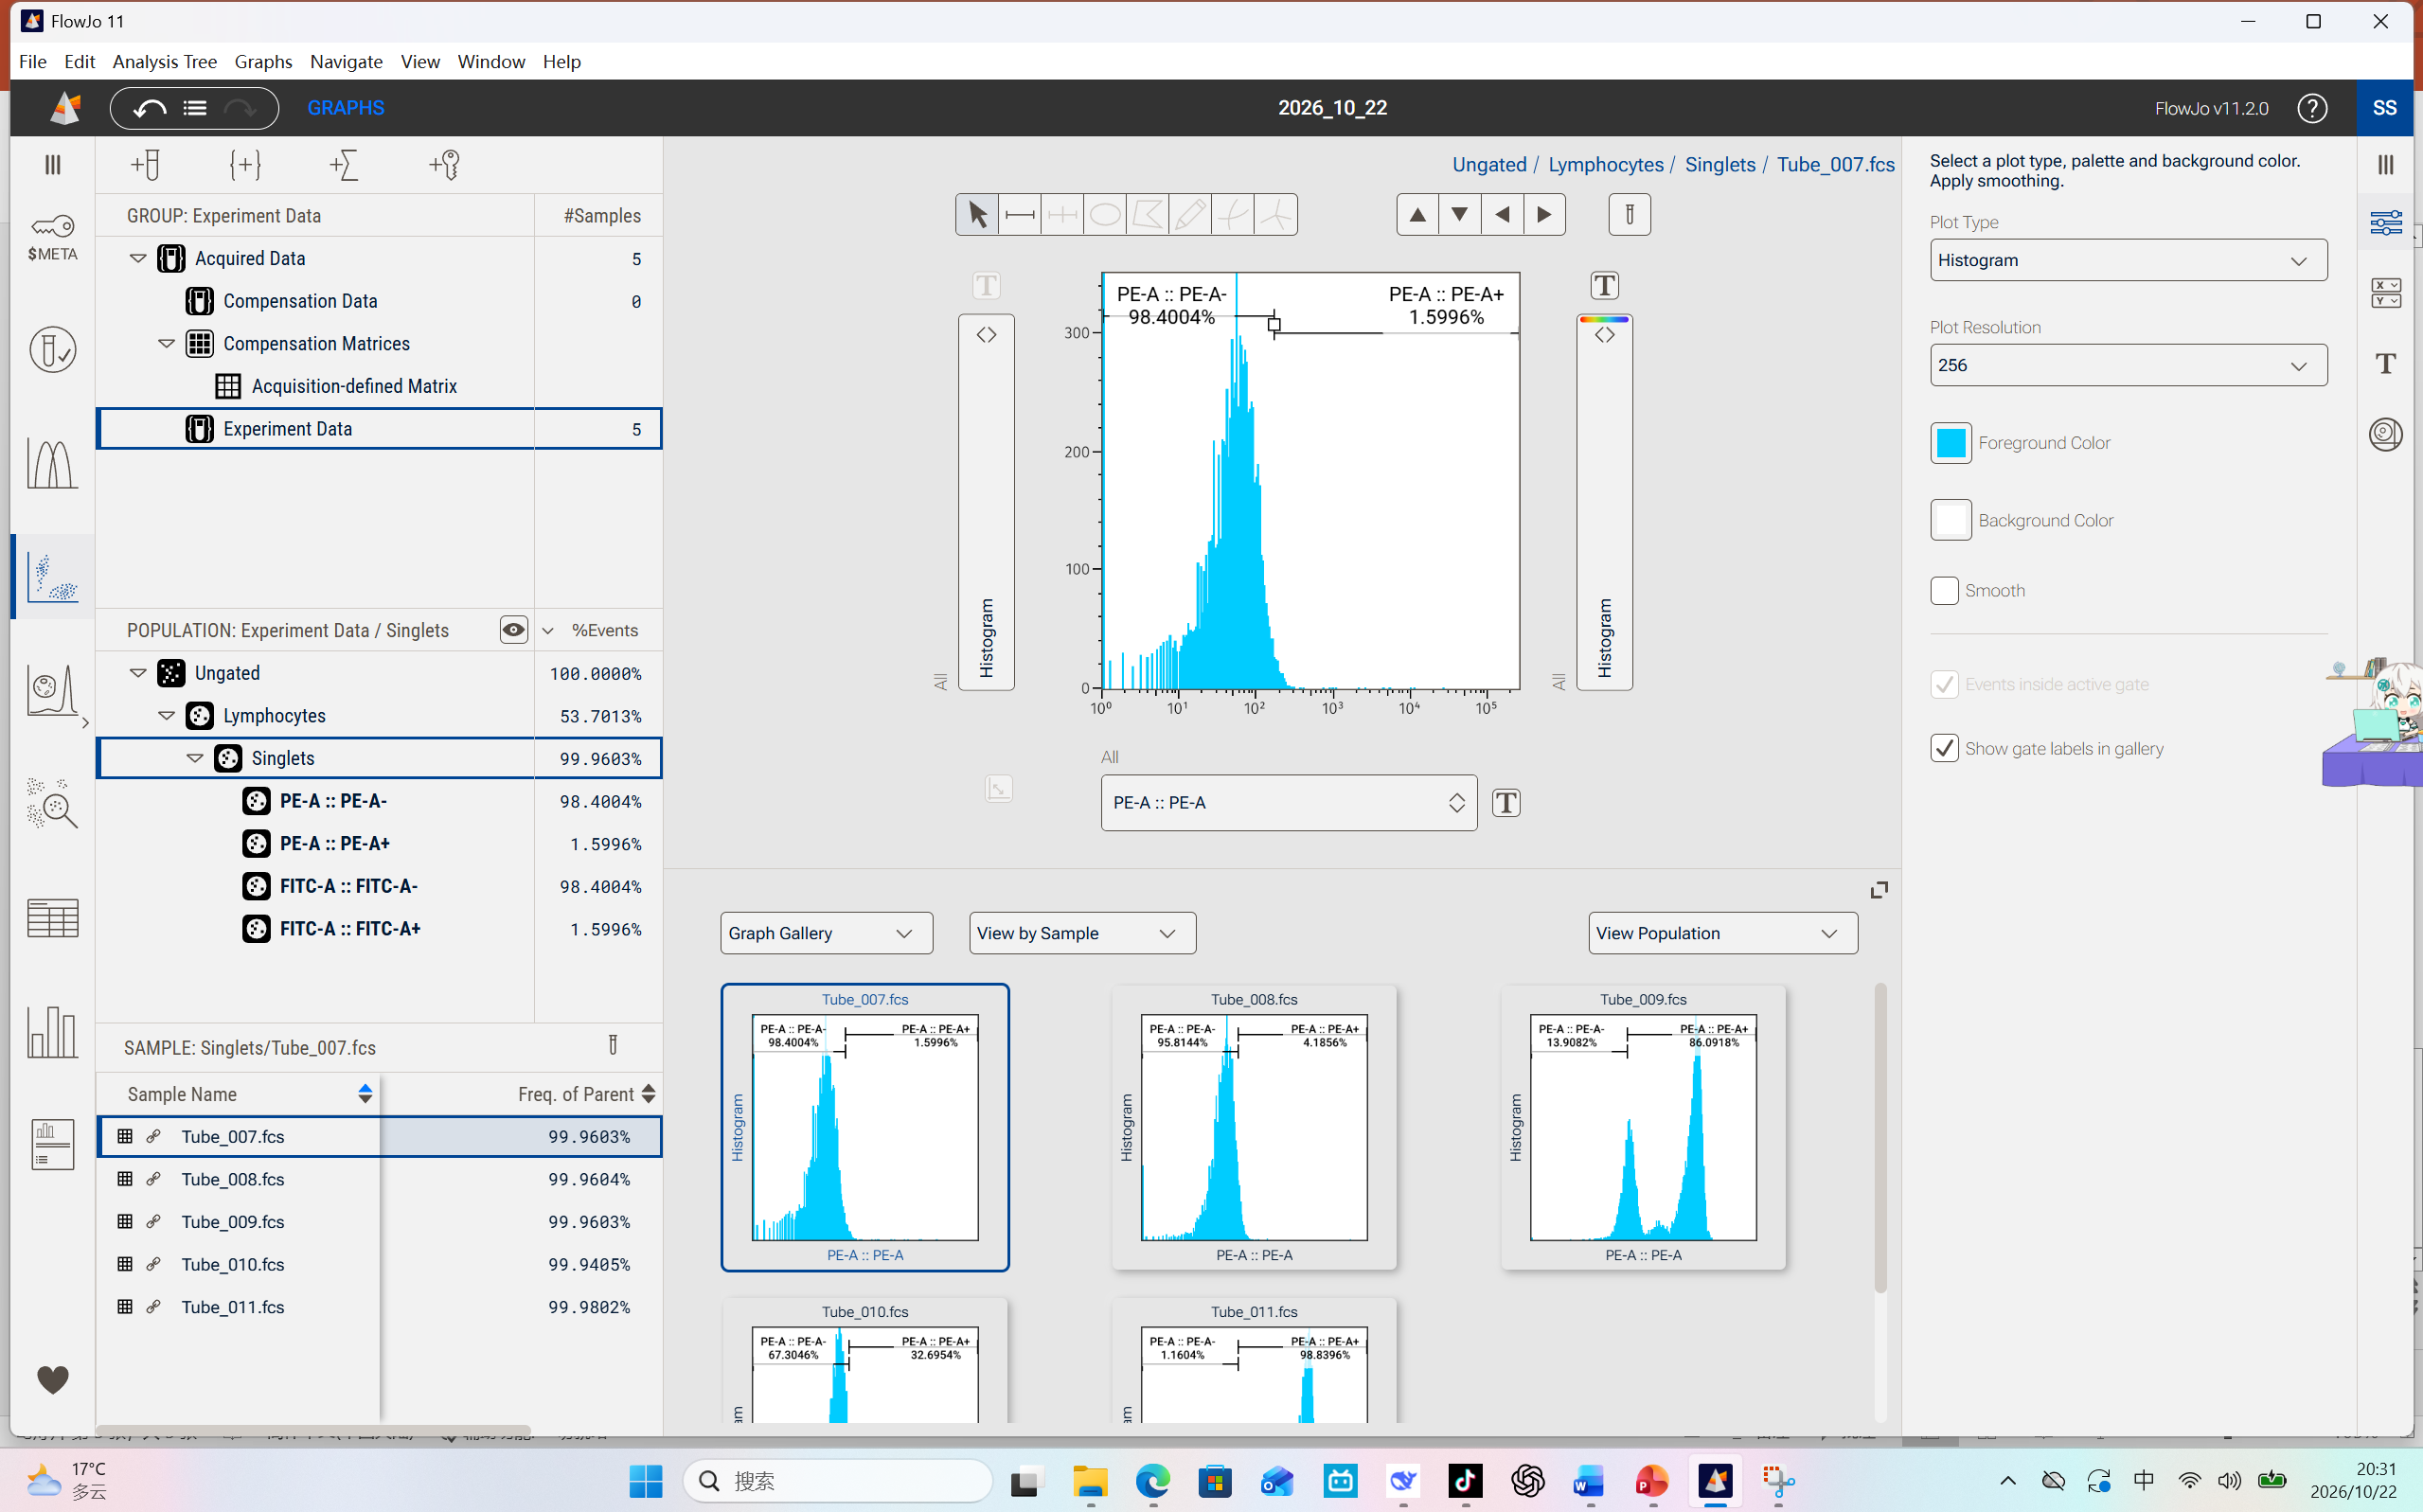 FlowJo 11
File Edit Analysis Tree Graphs Navigate View Window Help
GRAPHS
2026_10_22
FlowJo v11.2.0
SS
$META
GROUP: Experiment Data #Samples
Acquired Data 5
Compensation Data 0
Compensation Matrices
Acquisition-defined Matrix
Experiment Data 5
POPULATION: Experiment Data / Singlets %Events
Ungated 100.0000%
Lymphocytes 53.7013%
Singlets 99.9603%
PE-A :: PE-A- 98.4004%
PE-A :: PE-A+ 1.5996%
FITC-A :: FITC-A- 98.4004%
FITC-A :: FITC-A+ 1.5996%
SAMPLE: Singlets/Tube_007.fcs
Sample Name Freq. of Parent
Tube_007.fcs 99.9603%
Tube_008.fcs 99.9604%
Tube_009.fcs 99.9603%
Tube_010.fcs 99.9405%
Tube_011.fcs 99.9802%
Ungated / Lymphocytes / Singlets / Tube_007.fcs
T
T
PE-A :: PE-A- PE-A :: PE-A+
98.4004% 1.5996%
300
200
100
0
10⁰ 10¹ 10² 10³ 10⁴ 10⁵
Histogram
All
Histogram
All
All
PE-A :: PE-A
T
Graph Gallery
View by Sample
View Population
Tube_007.fcs
PE-A :: PE-A- PE-A :: PE-A+
98.4004% 1.5996%
Histogram
PE-A :: PE-A
Tube_008.fcs
PE-A :: PE-A- PE-A :: PE-A+
95.8144% 4.1856%
Histogram
PE-A :: PE-A
Tube_009.fcs
PE-A :: PE-A- PE-A :: PE-A+
13.9082% 86.0918%
Histogram
PE-A :: PE-A
Tube_010.fcs
PE-A :: PE-A- PE-A :: PE-A+
67.3046% 32.6954%
Tube_011.fcs
PE-A :: PE-A- PE-A :: PE-A+
1.1604% 98.8396%
Select a plot type, palette and background color.
Apply smoothing.
Plot Type
Histogram
Plot Resolution
256
Foreground Color
Background Color
Smooth
Events inside active gate
Show gate labels in gallery
X
Y
T
17°C
多云
搜索
中
20:31
2026/10/22